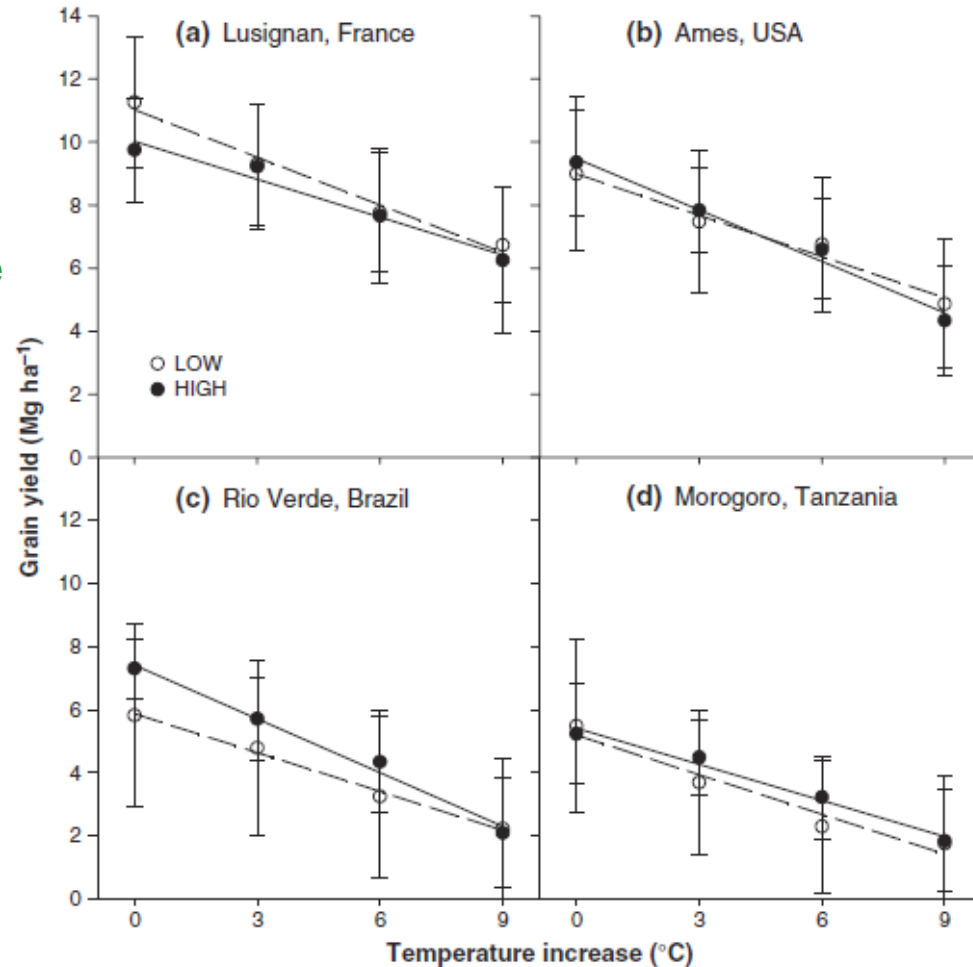 14
12
10
8
6
4
2
0
(a) Lusignan, France
LOW
HIGH
(b) Ames, USA
e
Grain yield (Mg ha⁻¹)
12
10
8
6
4
2
0
(c) Rio Verde, Brazil
(d) Morogoro, Tanzania
0 3 6 9 0 3 6 9
Temperature increase (°C)